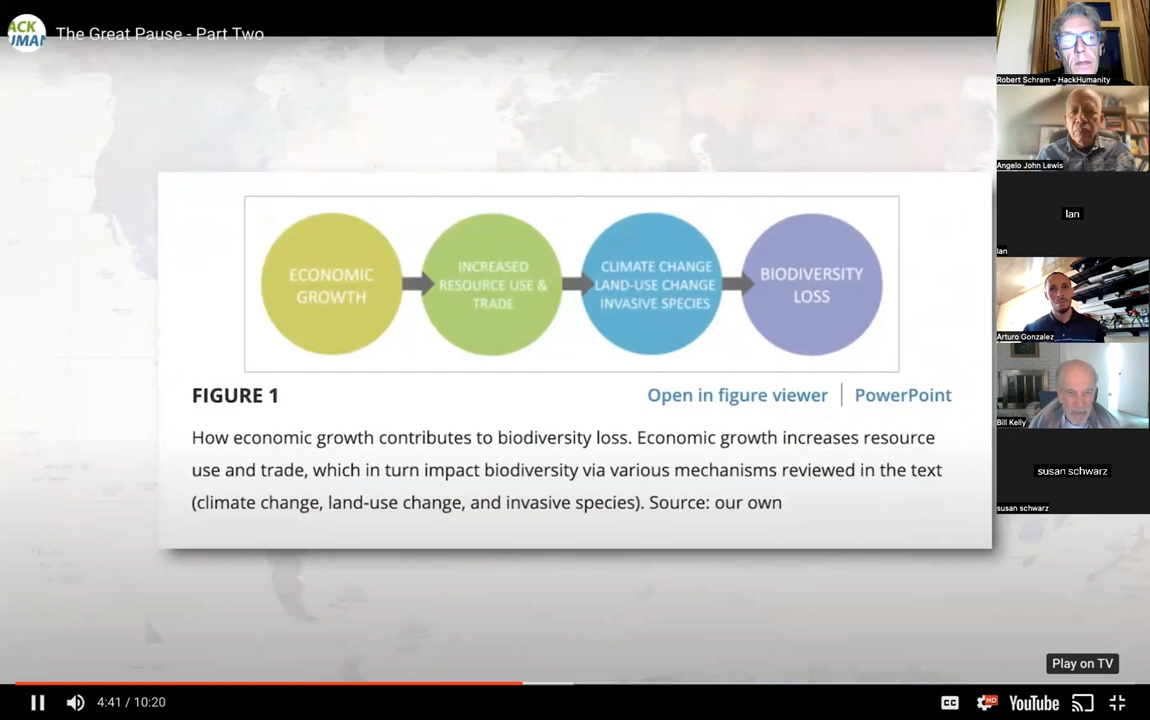 ACK
UMAN
The Great Pause - Part Two
Robert Schram - HackHumanity
Angelo John Lewis
Ian
Ian
Arturo Gonzalez
Bill Kelly
susan schwarz
susan schwarz
ECONOMIC
GROWTH
INCREASED
RESOURCE USE &
TRADE
CLIMATE CHANGE
LAND-USE CHANGE
INVASIVE SPECIES
BIODIVERSITY
LOSS
FIGURE 1
Open in figure viewer | PowerPoint
How economic growth contributes to biodiversity loss. Economic growth increases resource
use and trade, which in turn impact biodiversity via various mechanisms reviewed in the text
(climate change, land-use change, and invasive species). Source: our own
Play on TV
4:41 / 10:20
CC
HD
YouTube